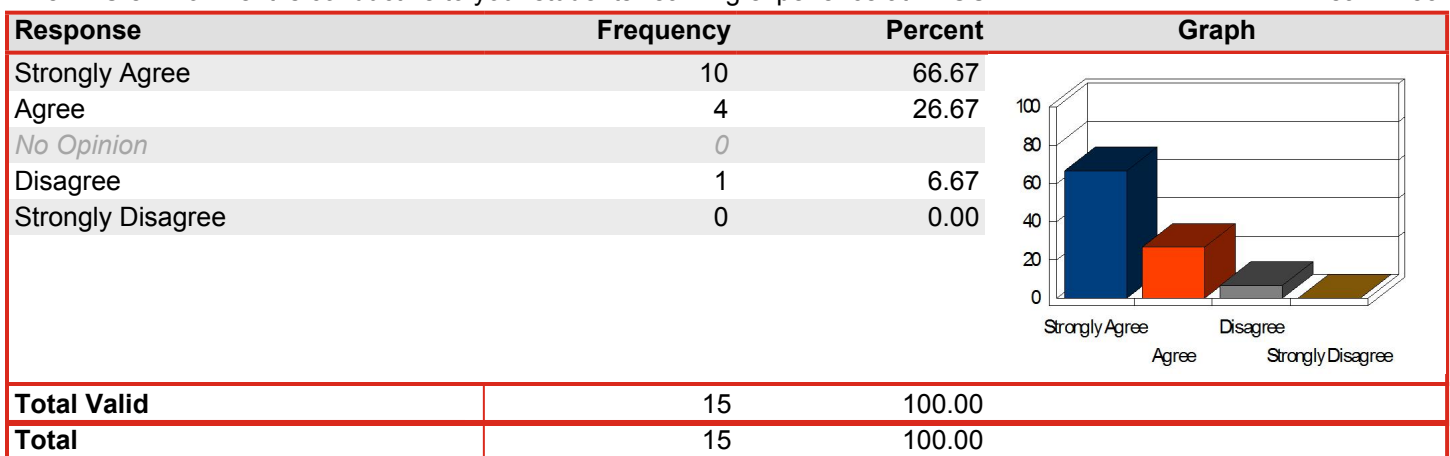 Response Frequency Percent Graph
Strongly Agree 10 66.67
Agree 4 26.67
No Opinion 0
Disagree 1 6.67
Strongly Disagree 0 0.00
100
80
60
40
20
0
Strongly Agree Disagree
Agree Strongly Disagree
Total Valid 15 100.00
Total 15 100.00